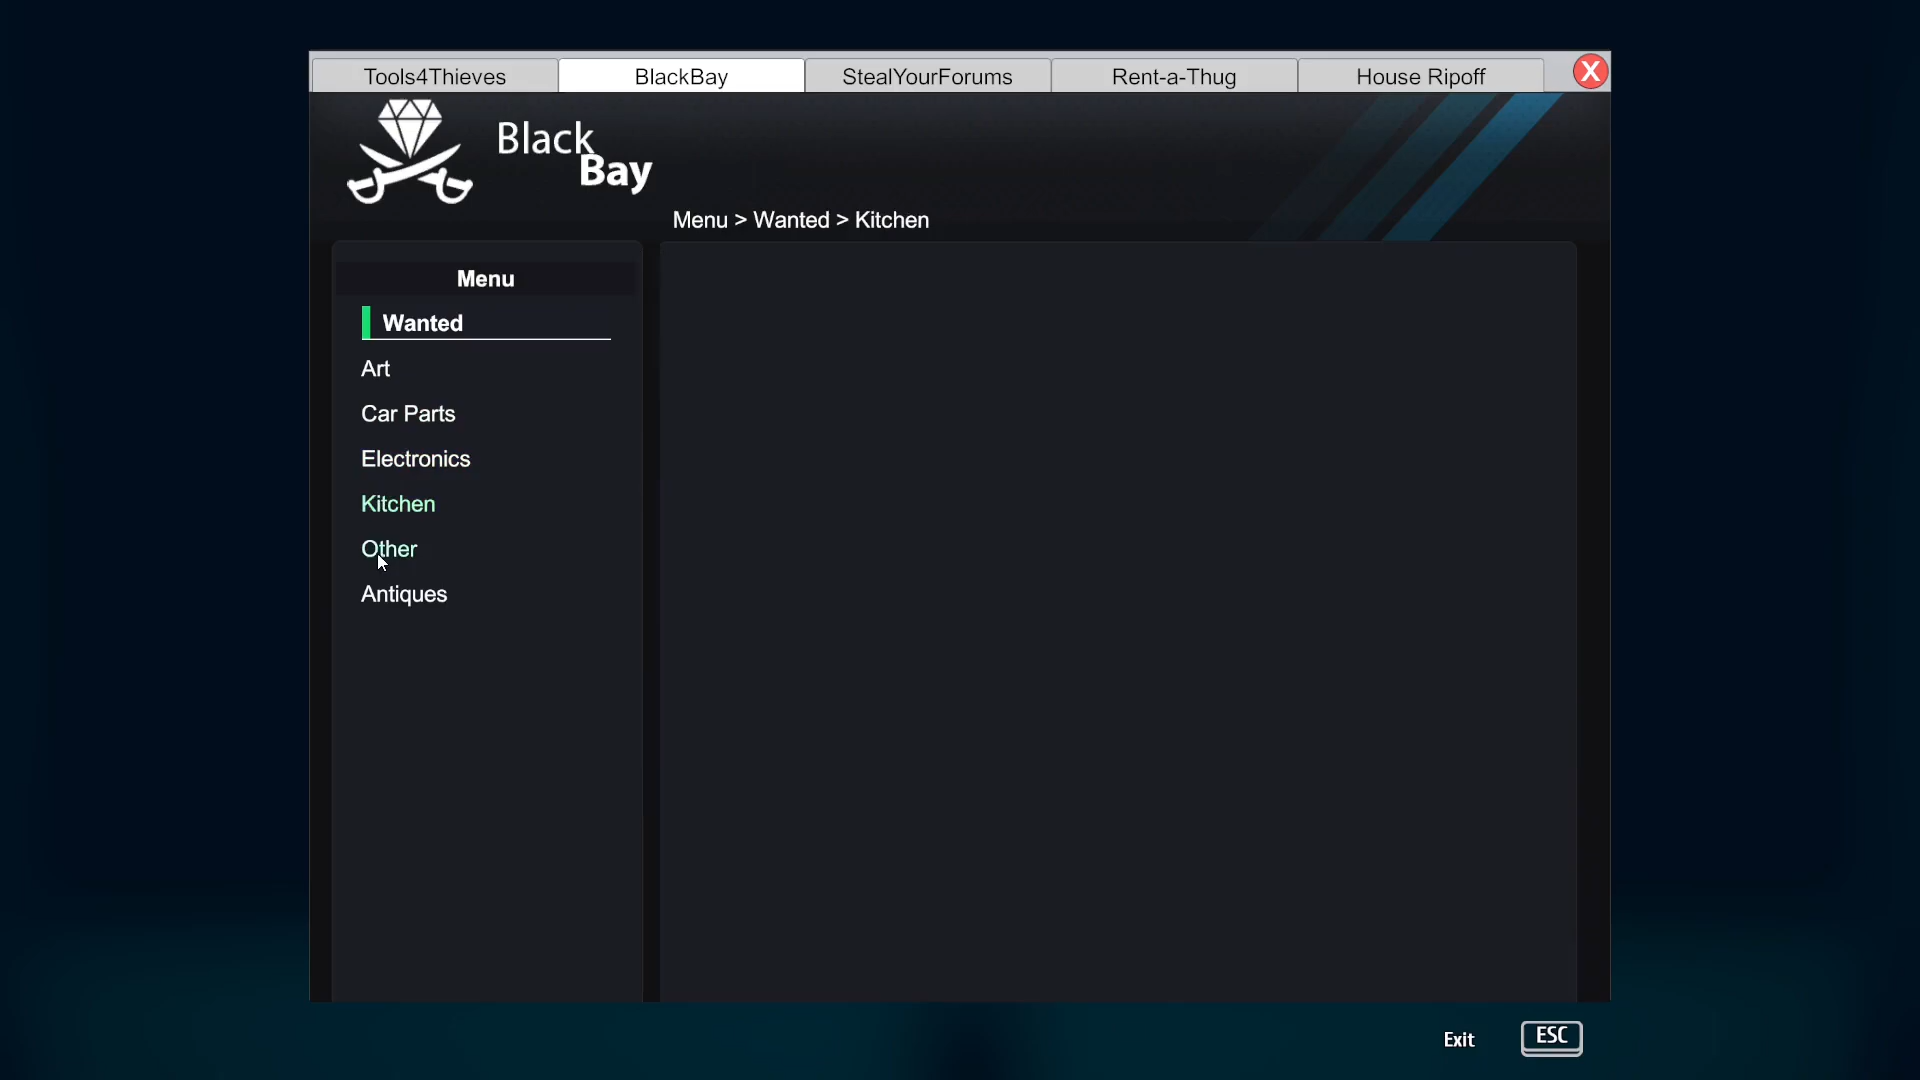 Tools4Thieves
BlackBay
StealYourForums
Rent-a-Thug
House Ripoff
X
Black
Bay
Menu > Wanted > Kitchen
Menu
Wanted
Art
Car Parts
Electronics
Kitchen
Other
Antiques
Exit
ESC